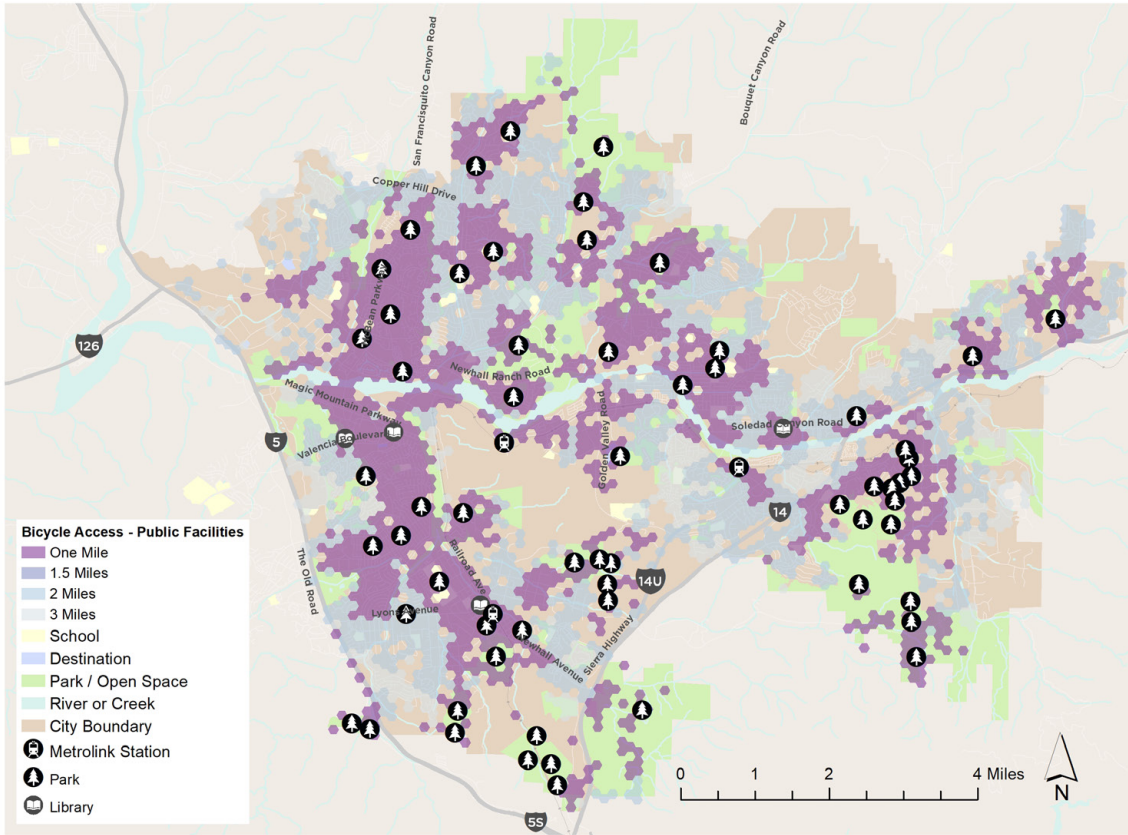 San Francisquito Canyon Road
Bouquet Canyon Road
Copper Hill Drive
126
Newhall Ranch Road
Magic Mountain Parkway
Valencia Boulevard
5
Golden Valley Road
Soledad Canyon Road
14
The Old Road
Railroad Ave
14U
Lyons Avenue
Sierra Highway
5S
Bicycle Access - Public Facilities
One Mile
1.5 Miles
2 Miles
3 Miles
School
Destination
Park / Open Space
River or Creek
City Boundary
Metrolink Station
Park
Library
0 1 2 4 Miles
N